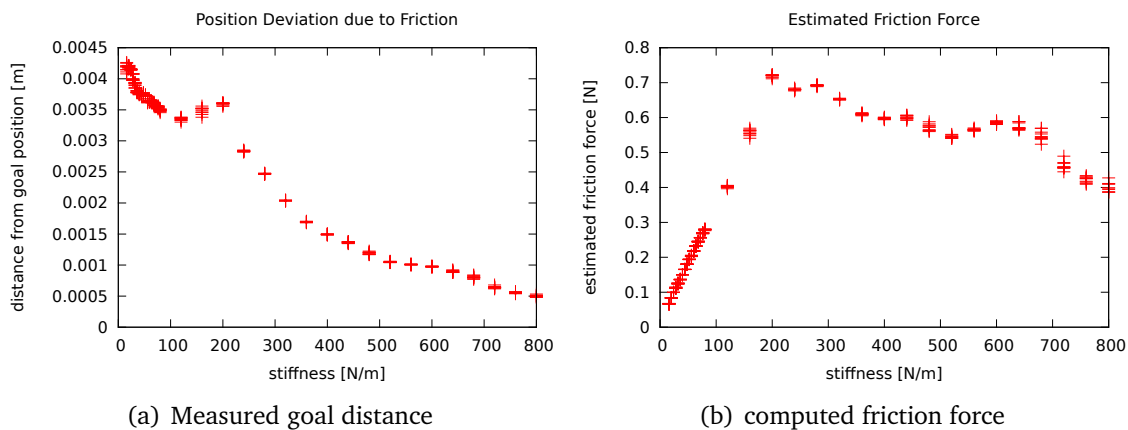 Position Deviation due to Friction
0.0045
0.004
0.0035
0.003
0.0025
0.002
0.0015
0.001
0.0005
0
distance from goal position [m]
0 100 200 300 400 500 600 700 800
stiffness [N/m]
(a) Measured goal distance
Estimated Friction Force
0.8
0.7
0.6
0.5
0.4
0.3
0.2
0.1
0
estimated friction force [N]
0 100 200 300 400 500 600 700 800
stiffness [N/m]
(b) computed friction force